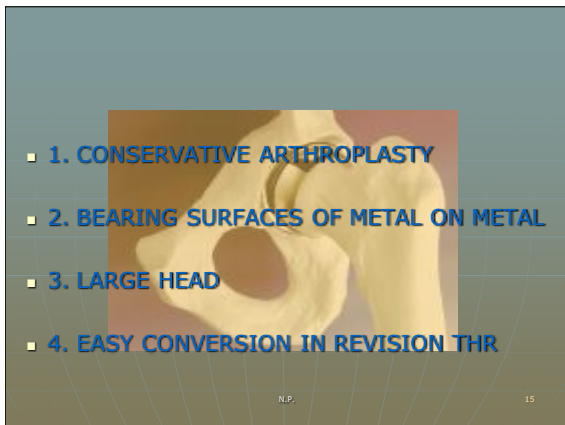 1. CONSERVATIVE ARTHROPLASTY
2. BEARING SURFACES OF METAL ON METAL
3. LARGE HEAD
4. EASY CONVERSION IN REVISION THR
N.P.
15